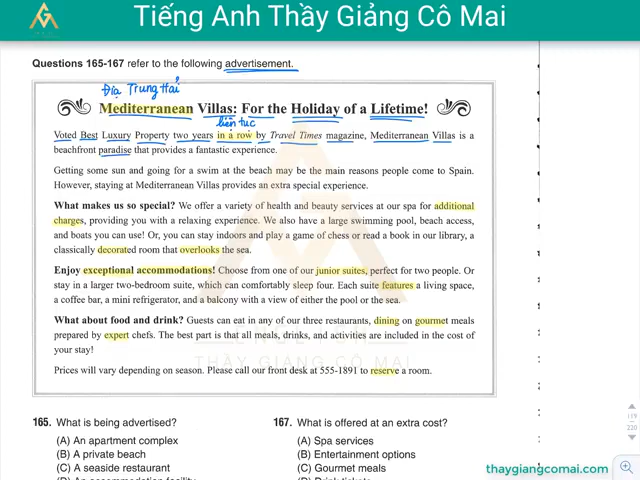 Tiếng Anh Thầy Giảng Cô Mai
Questions 165-167 refer to the following advertisement.
Địa Trung Hải
Mediterranean Villas: For the Holiday of a Lifetime!
liên tục
Voted Best Luxury Property two years in a row by Travel Times magazine, Mediterranean Villas is a
beachfront paradise that provides a fantastic experience.
Getting some sun and going for a swim at the beach may be the main reasons people come to Spain.
However, staying at Mediterranean Villas provides an extra special experience.
What makes us so special? We offer a variety of health and beauty services at our spa for additional
charges, providing you with a relaxing experience. We also have a large swimming pool, beach access,
and boats you can use! Or, you can stay indoors and play a game of chess or read a book in our library, a
classically decorated room that overlooks the sea.
Enjoy exceptional accommodations! Choose from one of our junior suites, perfect for two people. Or
stay in a larger two-bedroom suite, which can comfortably sleep four. Each suite features a living space,
a coffee bar, a mini refrigerator, and a balcony with a view of either the pool or the sea.
What about food and drink? Guests can eat in any of our three restaurants, dining on gourmet meals
prepared by expert chefs. The best part is that all meals, drinks, and activities are included in the cost of
your stay!
THẦY GIẢNG CÔ MAI
Prices will vary depending on season. Please call our front desk at 555-1891 to reserve a room.
165. What is being advertised?
(A) An apartment complex
(B) A private beach
(C) A seaside restaurant
(D) An accommodation facility
167. What is offered at an extra cost?
(A) Spa services
(B) Entertainment options
(C) Gourmet meals
(D) Drink tickets
119
220
thaygiangcomai.com